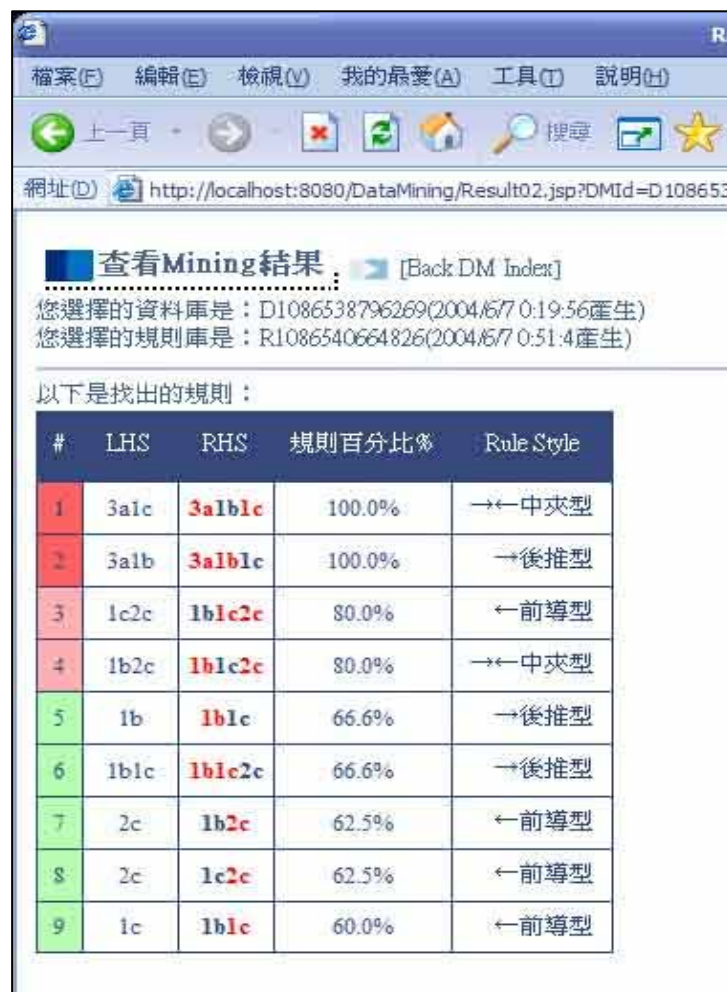 R
檔案(F) 編輯(E) 檢視(V) 我的最愛(A) 工具(T) 說明(H)
上一頁 搜尋
網址(D) http://localhost:8080/DataMining/Result02.jsp?DMId=D108653
查看Mining結果 [Back DM Index]
您選擇的資料庫是：D1086538796269(2004/6/7 0:19:56產生)
您選擇的規則庫是：R1086540664826(2004/6/7 0:51:4產生)
以下是找出的規則：
# LHS RHS 規則百分比% Rule Style
1 3a1c 3a1b1c 100.0% →←中夾型
2 3a1b 3a1b1c 100.0% →後推型
3 1c2c 1b1c2c 80.0% ←前導型
4 1b2c 1b1c2c 80.0% →←中夾型
5 1b 1b1c 66.6% →後推型
6 1b1c 1b1c2c 66.6% →後推型
7 2c 1b2c 62.5% ←前導型
8 2c 1c2c 62.5% ←前導型
9 1c 1b1c 60.0% ←前導型